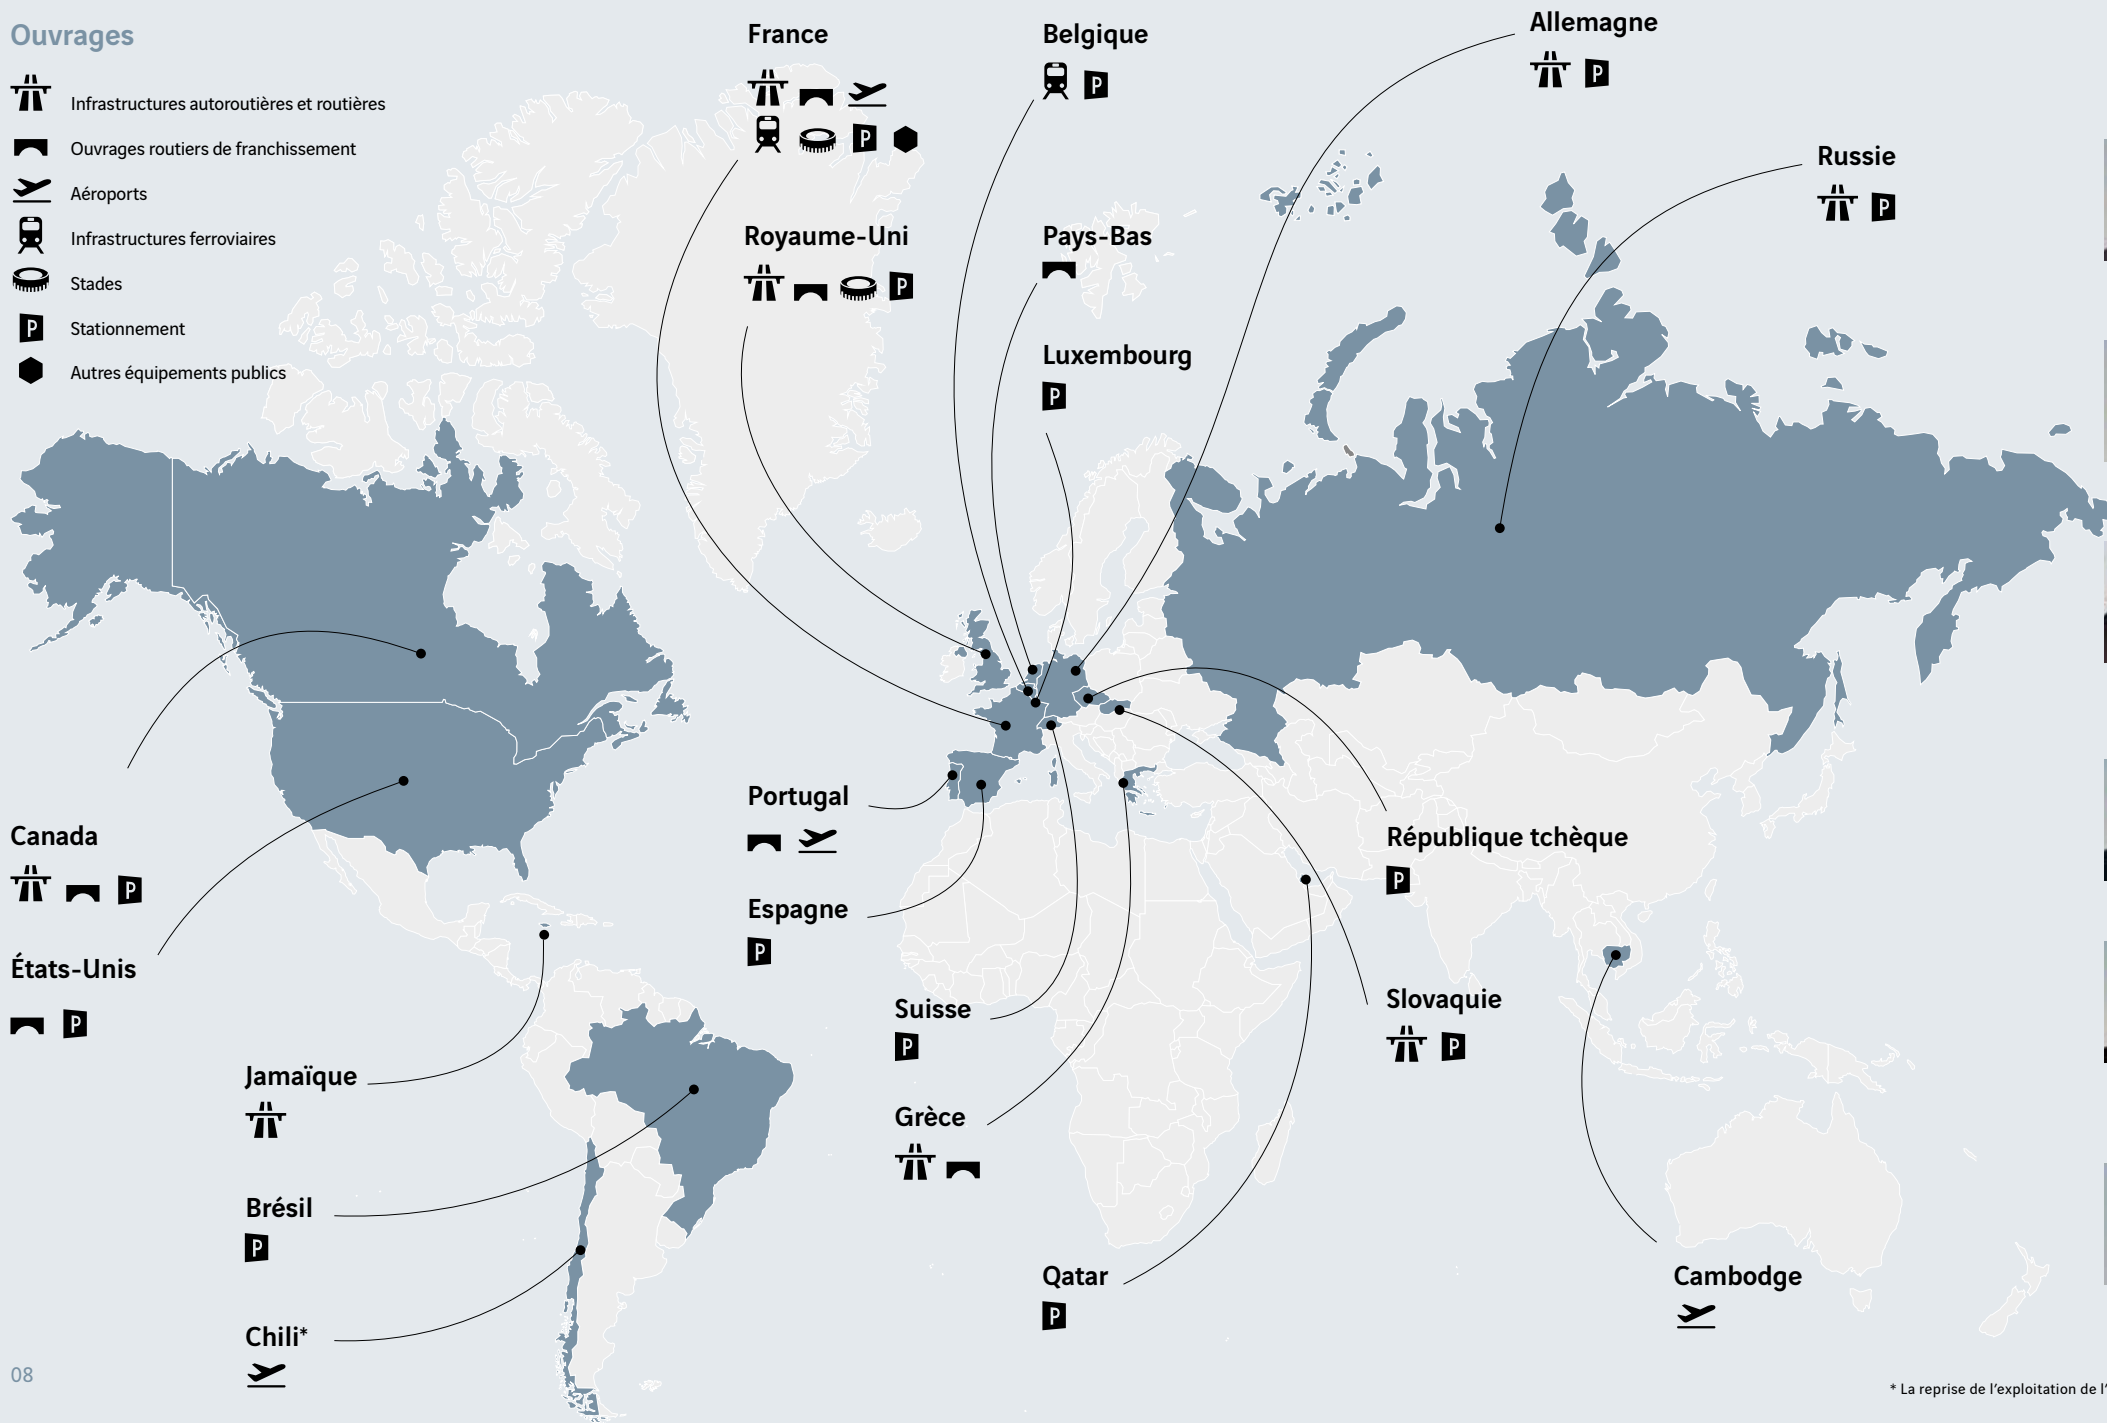 Ouvrages
Infrastructures autoroutières et routières
Ouvrages routiers de franchissement
Aéroports
Infrastructures ferroviaires
Stades
P Stationnement
Autres équipements publics
France
P
Belgique
P
Allemagne
P
Russie
P
Royaume-Uni
P
Pays-Bas
Luxembourg
P
Canada
P
États-Unis
P
Jamaïque
Brésil
P
Chili*
Portugal
Espagne
P
Suisse
P
Grèce
Qatar
P
République tchèque
P
Slovaquie
P
Cambodge
08
* La reprise de l'exploitation de l'